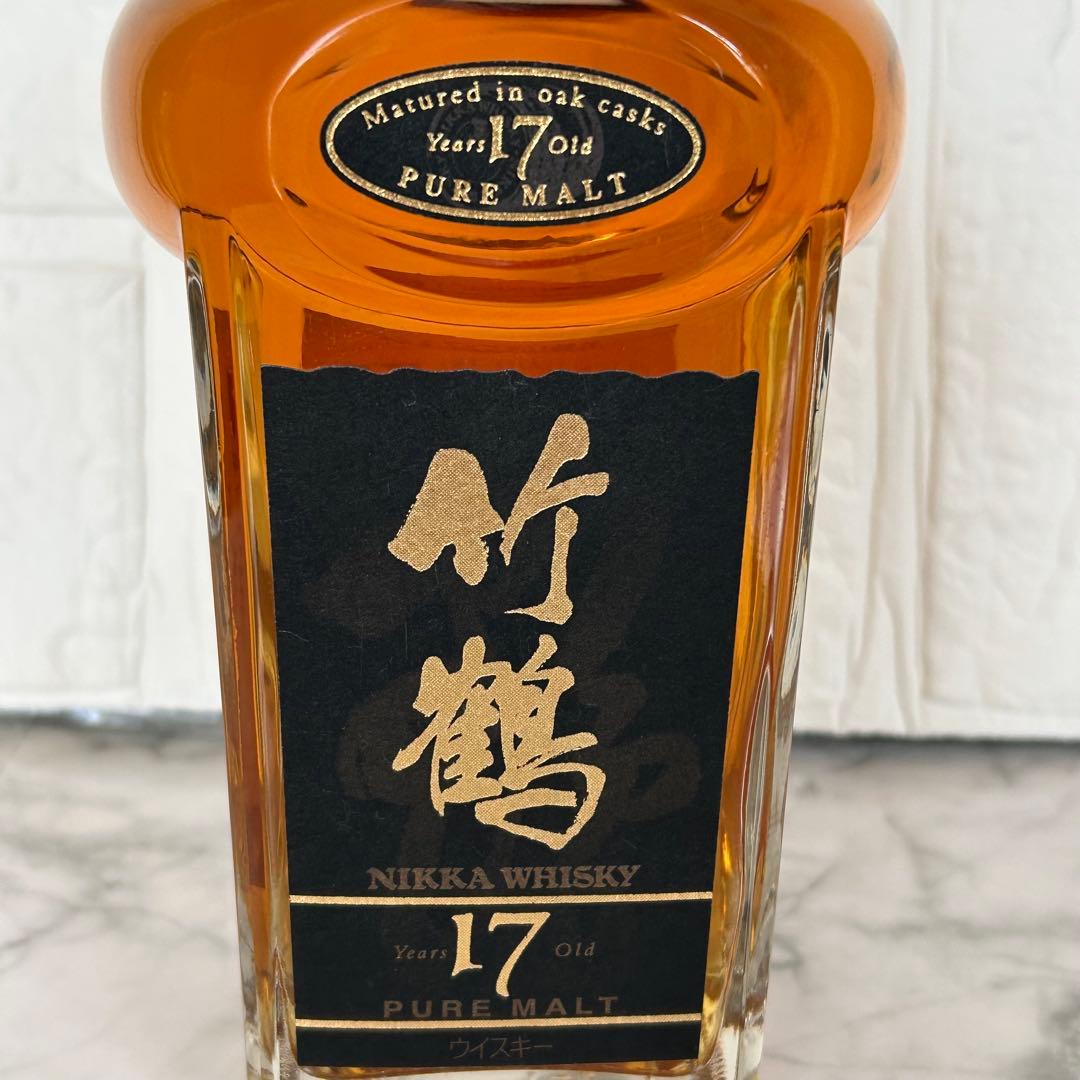 Matured in oak casks
Years 17 Old
PURE MALT
竹鶴
NIKKA WHISKY
Years 17 Old
PURE MALT
ウイスキー